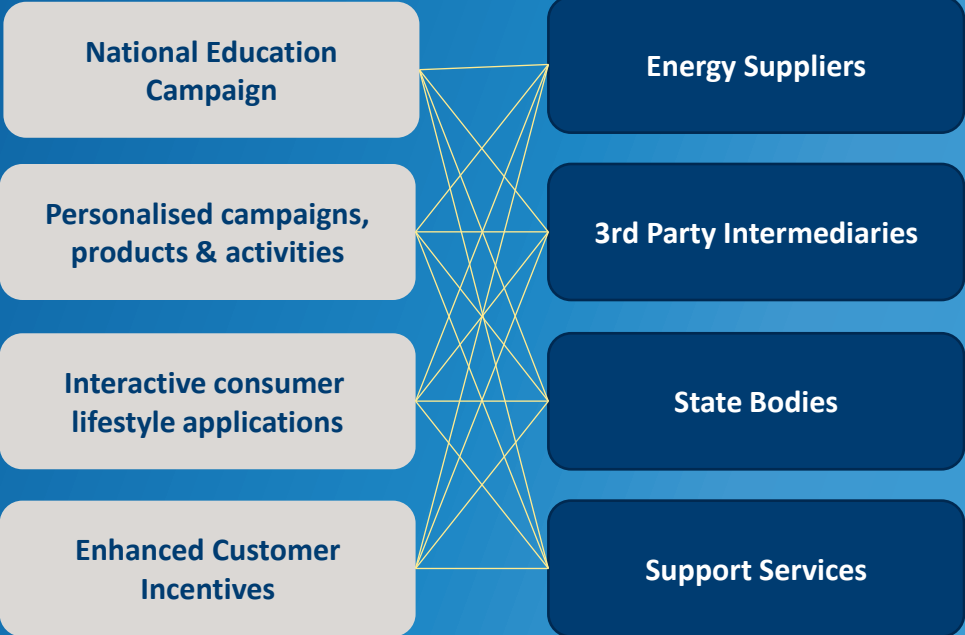 National Education
Campaign
Energy Suppliers
Personalised campaigns,
products & activities
3rd Party Intermediaries
Interactive consumer
lifestyle applications
State Bodies
Enhanced Customer
Incentives
Support Services